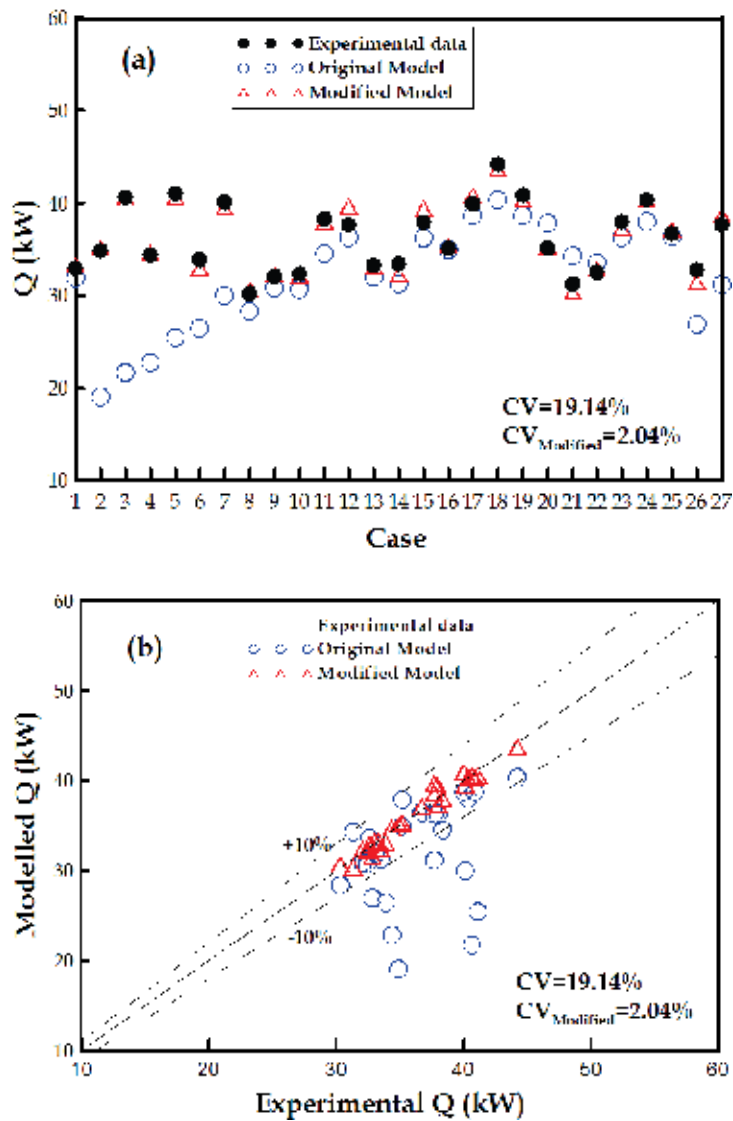 60
50
40
30
20
10
Q (kW)
(a)
Experimental data
Original Model
Modified Model
CV=19.14%
CVModified=2.04%
1 2 3 4 5 6 7 8 9 10 11 12 13 14 15 16 17 18 19 20 21 22 23 24 25 26 27
Case
60
50
40
30
20
10
Modelled Q (kW)
(b)
Experimental data
Original Model
Modified Model
+10%
-10%
CV=19.14%
CVModified=2.04%
10 20 30 40 50 60
Experimental Q (kW)